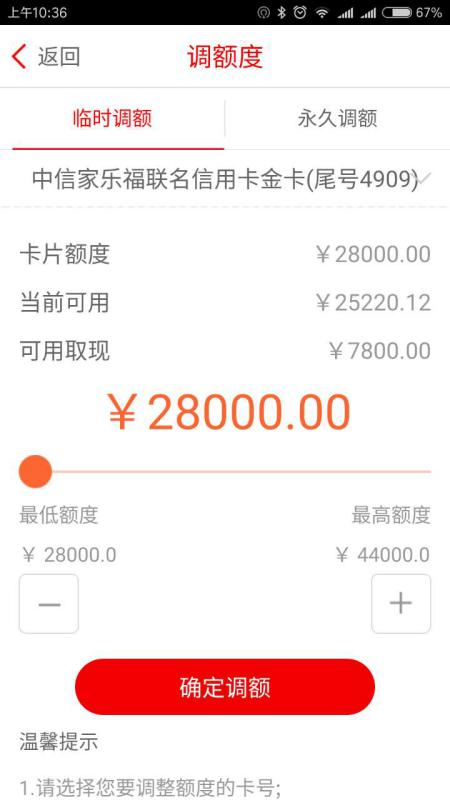 上午10:36 67%
返回 调额度
临时调额 永久调额
中信家乐福联名信用卡金卡(尾号4909)
卡片额度 ￥28000.00
当前可用 ￥25220.12
可用取现 ￥7800.00
￥28000.00
最低额度 最高额度
￥ 28000.0 ￥ 44000.0
确定调额
温馨提示
1.请选择您要调整额度的卡号;